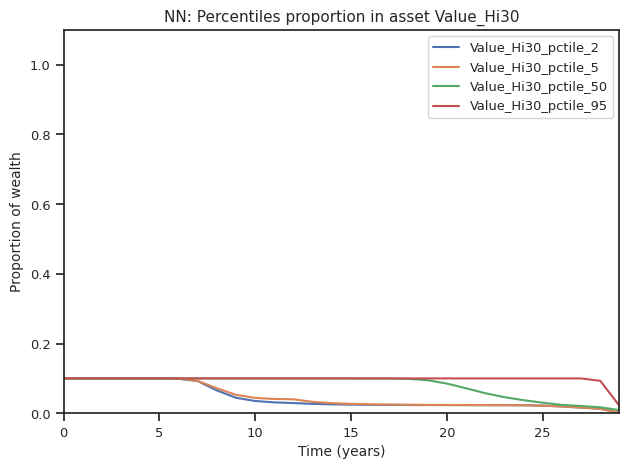 NN: Percentiles proportion in asset Value_Hi30
Value_Hi30_pctile_2
Value_Hi30_pctile_5
Value_Hi30_pctile_50
Value_Hi30_pctile_95
Proportion of wealth
1.0
0.8
0.6
0.4
0.2
0.0
0 5 10 15 20 25
Time (years)